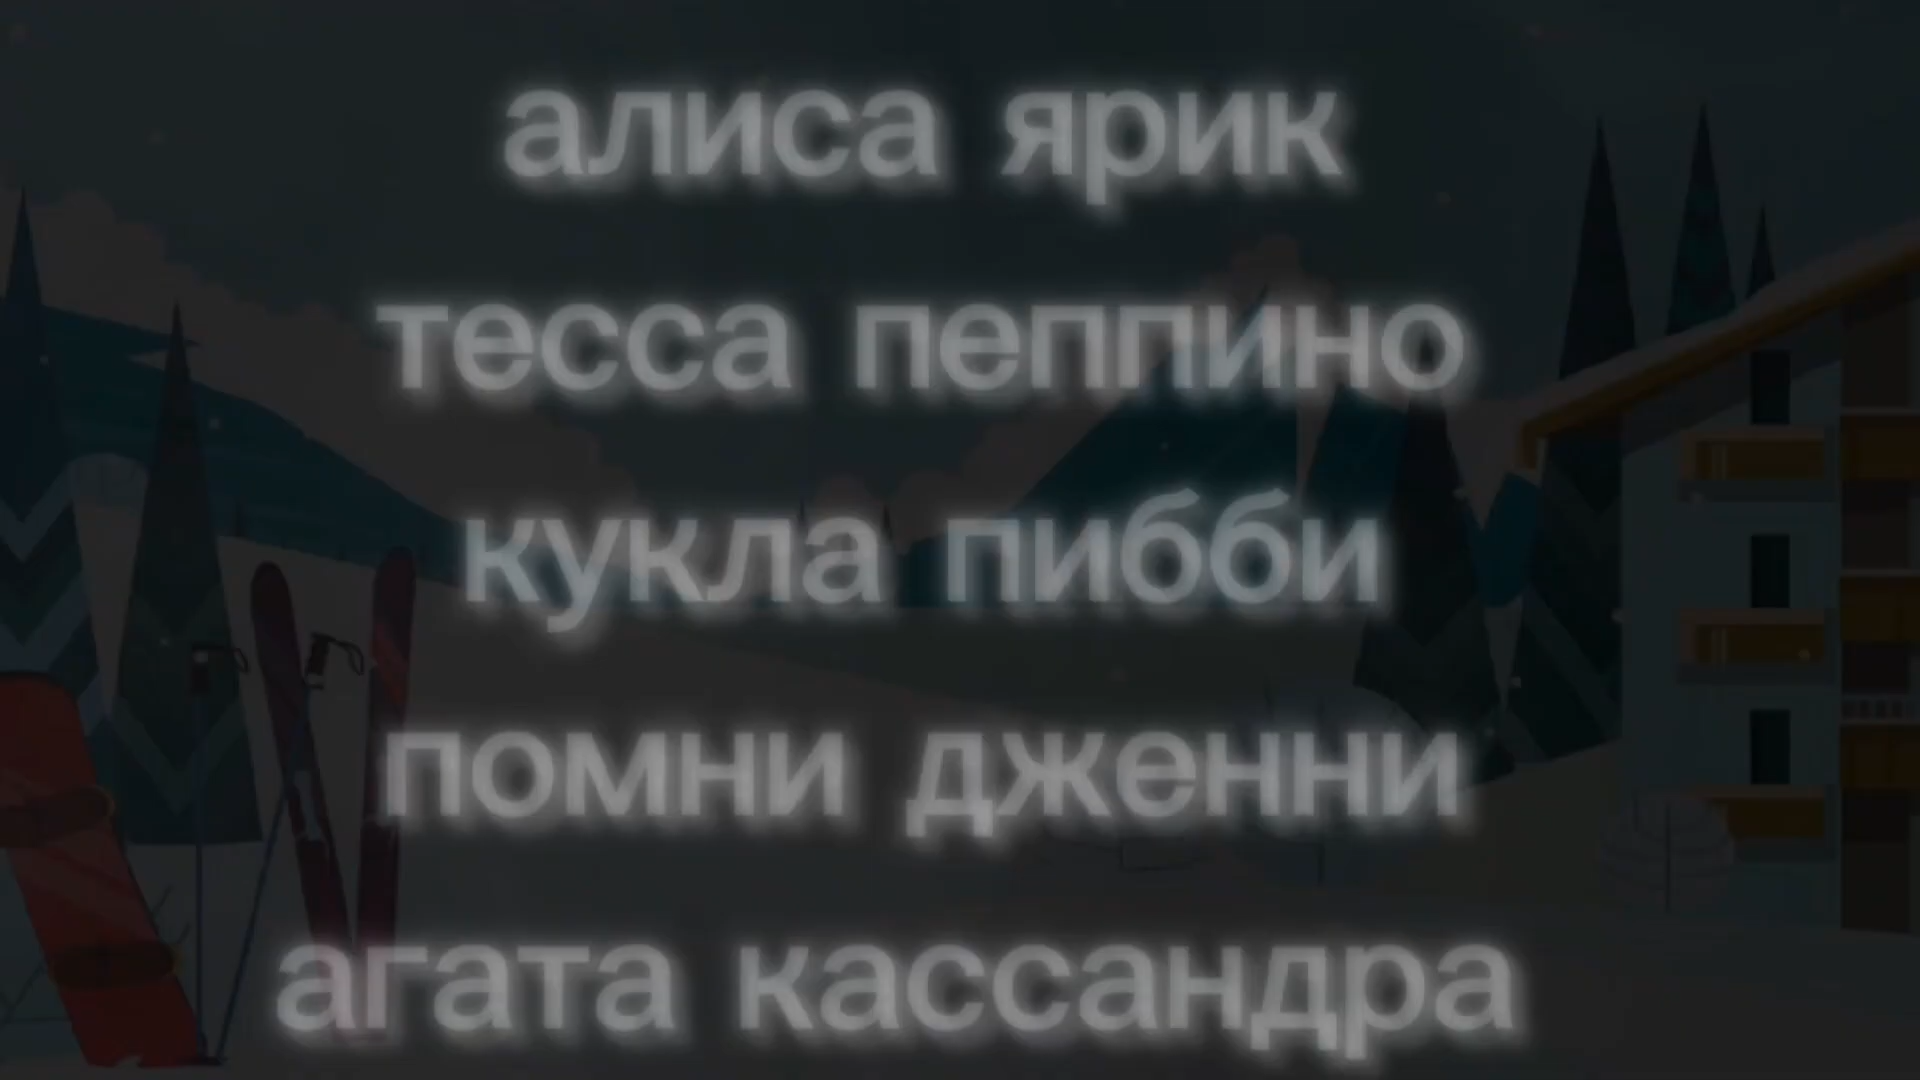 алиса ярик
тесса пеппино
кукла пибби
помни дженни
агата кассандра